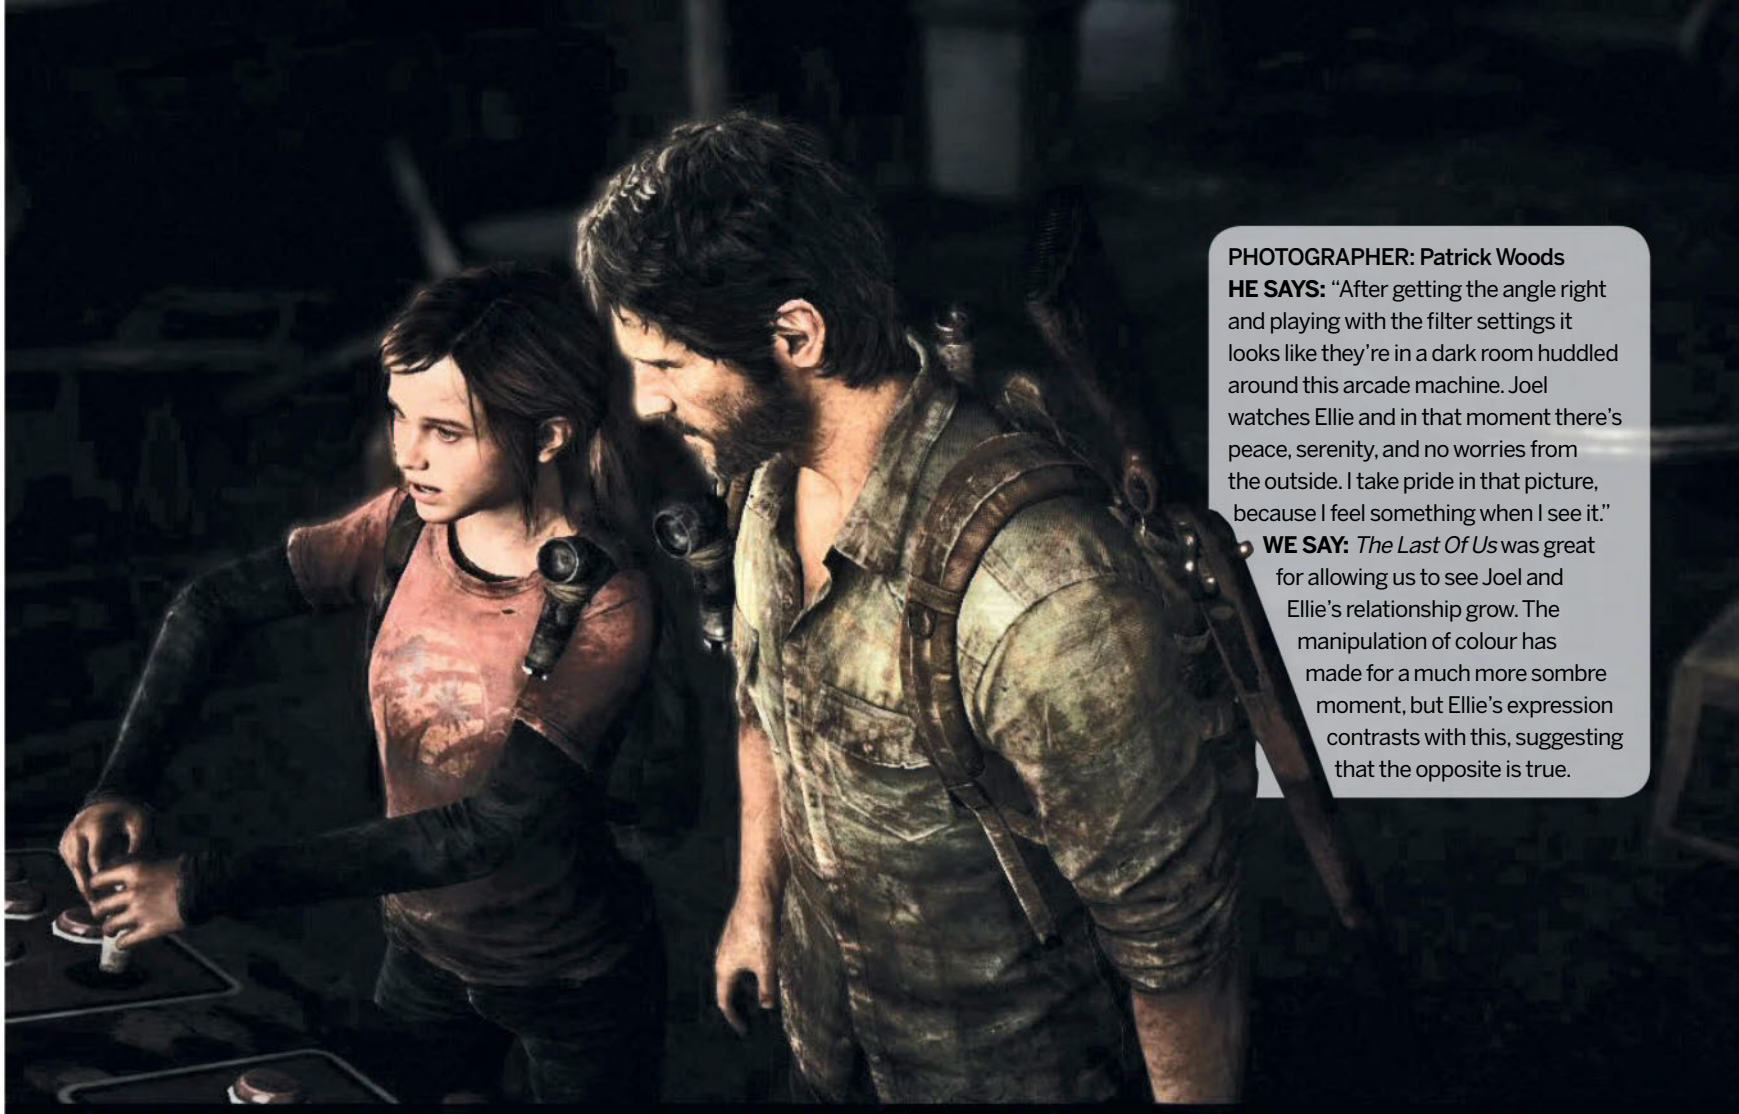 PHOTOGRAPHER: Patrick Woods
HE SAYS: “After getting the angle right
and playing with the filter settings it
looks like they’re in a dark room huddled
around this arcade machine. Joel
watches Ellie and in that moment there’s
peace, serenity, and no worries from
the outside. I take pride in that picture,
because I feel something when I see it.”
WE SAY: The Last Of Us was great
for allowing us to see Joel and
Ellie’s relationship grow. The
manipulation of colour has
made for a much more sombre
moment, but Ellie’s expression
contrasts with this, suggesting
that the opposite is true.